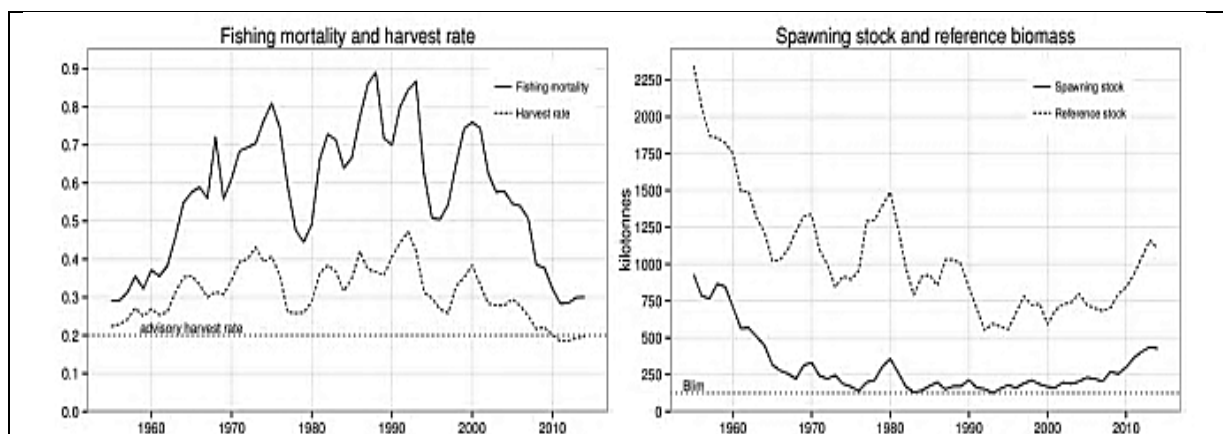 Fishing mortality and harvest rate
0.9
0.8
0.7
0.6
0.5
0.4
0.3
0.2
0.1
0.0
Fishing mortality
Harvest rate
advisory harvest rate
1960 1970 1980 1990 2000 2010
Spawning stock and reference biomass
kilotonnes
2250
2000
1750
1500
1250
1000
750
500
250
0
Spawning stock
Reference stock
Blim
1960 1970 1980 1990 2000 2010